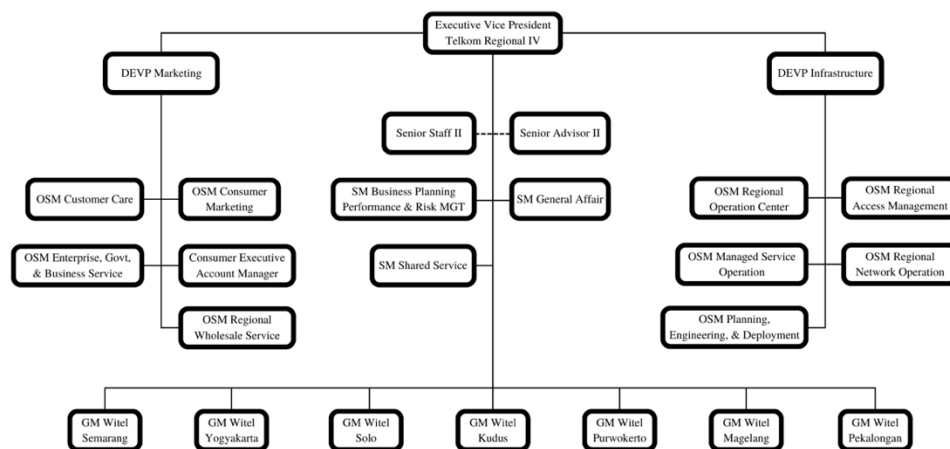 Executive Vice President
Telkom Regional IV
DEVP Marketing
DEVP Infrastructure
Senior Staff II
Senior Advisor II
OSM Customer Care
OSM Consumer
Marketing
SM Business Planning
Performance & Risk MGT
SM General Affair
OSM Regional
Operation Center
OSM Regional
Access Management
OSM Enterprise, Govt,
& Business Service
Consumer Executive
Account Manager
SM Shared Service
OSM Managed Service
Operation
OSM Regional
Network Operation
OSM Regional
Wholesale Service
OSM Planning,
Engineering, & Deployment
GM Witel
Semarang
GM Witel
Yogyakarta
GM Witel
Solo
GM Witel
Kudus
GM Witel
Purwokerto
GM Witel
Magelang
GM Witel
Pekalongan